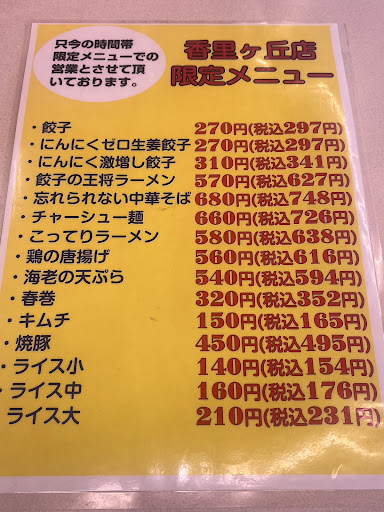 只今の時間帯
限定メニューでの
営業とさせて頂
いております。
香里ヶ丘店
限定メニュー
・餃子 270円(税込297円)
・にんにくゼロ生姜餃子 270円(税込297円)
・にんにく激増し餃子 310円(税込341円)
・餃子の王将ラーメン 570円(税込627円)
・忘れられない中華そば 680円(税込748円)
・チャーシュー麺 660円(税込726円)
・こってりラーメン 580円(税込638円)
・鶏の唐揚げ 560円(税込616円)
・海老の天ぷら 540円(税込594円)
・春巻 320円(税込352円)
・キムチ 150円(税込165円)
・焼豚 450円(税込495円)
・ライス小 140円(税込154円)
・ライス中 160円(税込176円)
ライス大 210円(税込231円)